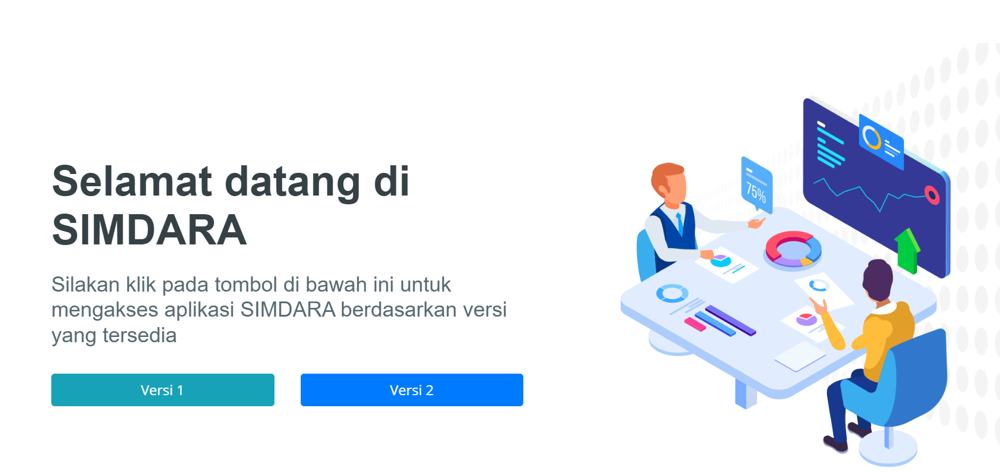 Selamat datang di
SIMDARA
Silakan klik pada tombol di bawah ini untuk
mengakses aplikasi SIMDARA berdasarkan versi
yang tersedia
Versi 1
Versi 2
75%